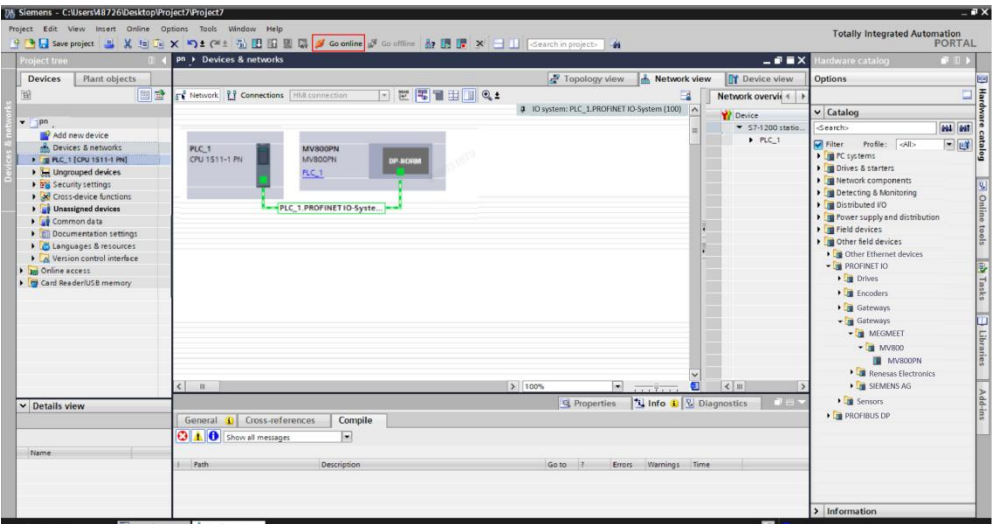 Siemens - C:\Users\48726\Desktop\Project7\Project7
Project Edit View Insert Online Options Tools Window Help
Totally Integrated Automation
PORTAL
Save project Go online Go offline <Search in project>
Project tree
pn Devices & networks
Hardware catalog
Devices Plant objects
Topology view Network view Device view
Options
Network Connections HMI connection
Network overvie
IO system: PLC_1.PROFINET IO-System (100)
Device
S7-1200 statio...
PLC_1
pn
Add new device
Devices & networks
PLC_1 [CPU 1511-1 PN]
Ungrouped devices
Security settings
Cross-device functions
Unassigned devices
Common data
Documentation settings
Languages & resources
Version control interface
Online access
Card Reader/USB memory
PLC_1
CPU 1511-1 PN
MV800PN
MV800PN
DP-NORM
PLC_1
PLC_1.PROFINET IO-Syste...
100%
Catalog
<Search>
Filter Profile: <All>
PC systems
Drives & starters
Network components
Detecting & Monitoring
Distributed I/O
Power supply and distribution
Field devices
Other field devices
Other Ethernet devices
PROFINET IO
Drives
Encoders
Gateways
Gateways
MEGMEET
MV800
MV800PN
Renesas Electronics
SIEMENS AG
Sensors
PROFIBUS DP
Information
Devices & networks
Hardware catalog
Online tools
Tasks
Libraries
Add-ins
Details view
Name
Properties Info Diagnostics
General Cross-references Compile
Show all messages
! Path Description Go to ? Errors Warnings Time